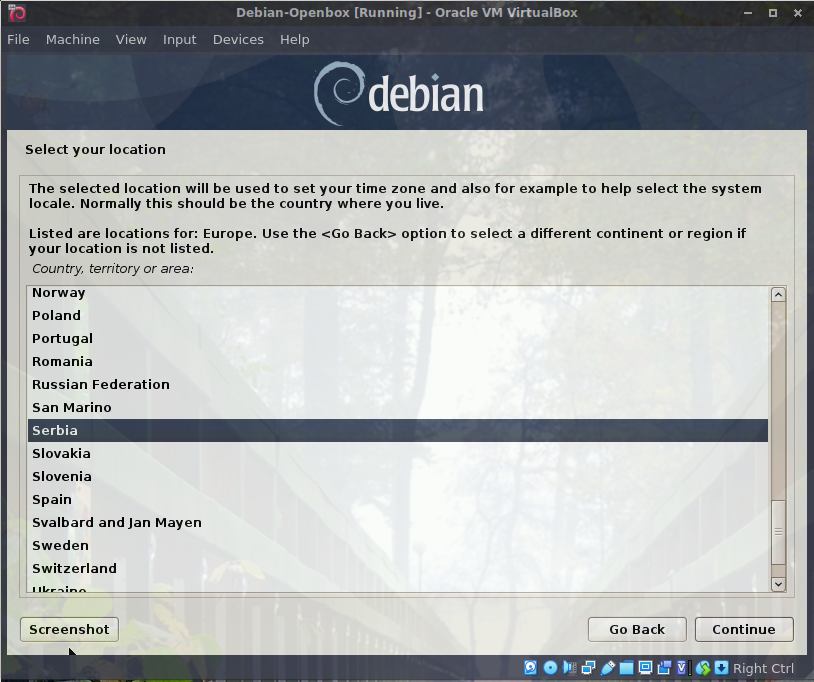 Debian-Openbox [Running] - Oracle VM VirtualBox
File Machine View Input Devices Help
debian
Select your location
The selected location will be used to set your time zone and also for example to help select the system
locale. Normally this should be the country where you live.
Listed are locations for: Europe. Use the <Go Back> option to select a different continent or region if
your location is not listed.
Country, territory or area:
Norway
Poland
Portugal
Romania
Russian Federation
San Marino
Serbia
Slovakia
Slovenia
Spain
Svalbard and Jan Mayen
Sweden
Switzerland
Ukraine
Screenshot Go Back Continue
Right Ctrl